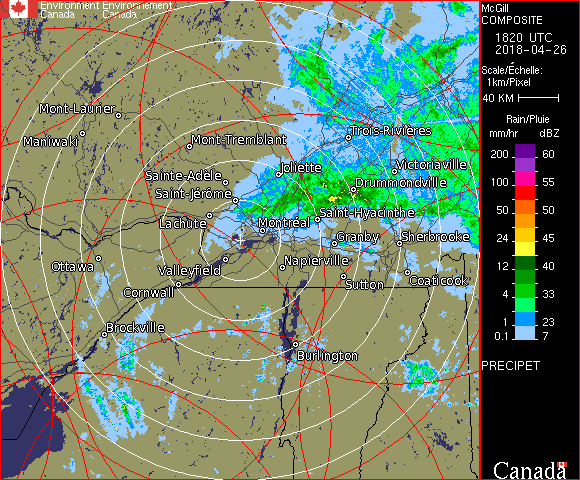 Environment Environnement
Canada Canada
McGill
COMPOSITE
1820 UTC
2018-04-26
Scale/Échelle:
1km/Pixel
40 KM
Rain/Pluie
mm/hr dBZ
200 60
100 55
50 50
24 45
12 40
4 33
1 23
0.1 7
PRECIPET
Canada
Mont-Laurier
Maniwaki
Mont-Tremblant
Trois-Rivières
Joliette
Victoriaville
Sainte-Adèle
Drummondville
Saint-Jérôme
Saint-Hyacinthe
Lachute
Montréal
Granby
Sherbrooke
Ottawa
Valleyfield
Napierville
Coaticook
Cornwall
Sutton
Brockville
Burlington